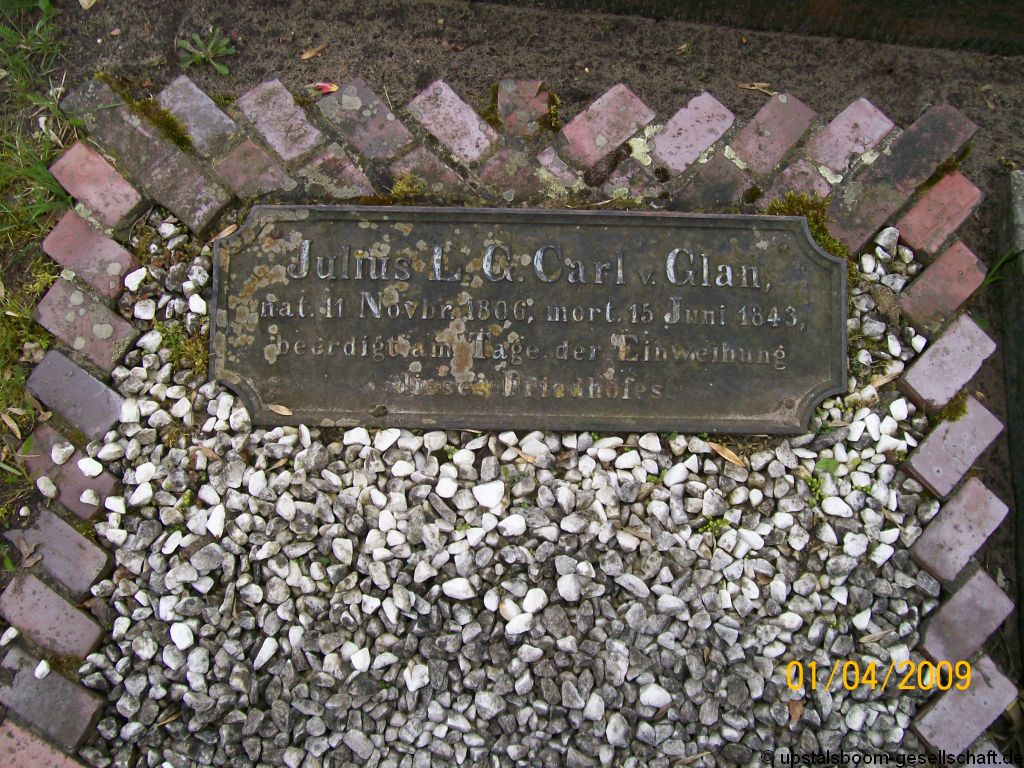 Julius L. G. Carl v. Glan,
nat. 11 Novbr. 1806, mort. 15 Juni 1843,
beerdigt am Tage der Einweihung
dieses Friedhofes
01/04/2009
© upstalsboom-gesellschaft.de